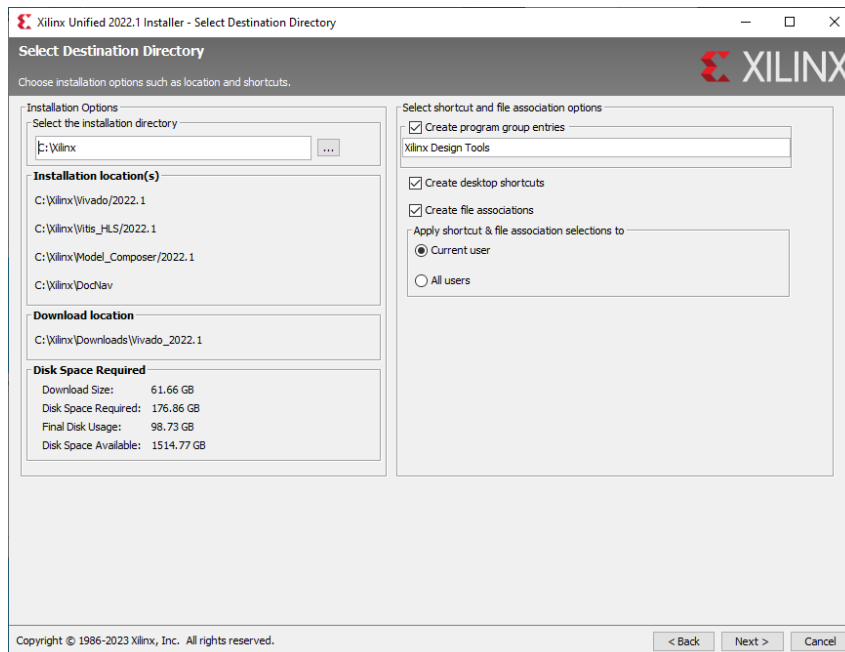 Xilinx Unified 2022.1 Installer - Select Destination Directory
Select Destination Directory
Choose installation options such as location and shortcuts.
XILINX
Installation Options
Select the installation directory
C:\Xilinx
...
Installation location(s)
C:\Xilinx\Vivado/2022.1
C:\Xilinx\Vitis_HLS/2022.1
C:\Xilinx\Model_Composer/2022.1
C:\Xilinx\DocNav
Download location
C:\Xilinx\Downloads\Vivado_2022.1
Disk Space Required
Download Size: 61.66 GB
Disk Space Required: 176.86 GB
Final Disk Usage: 98.73 GB
Disk Space Available: 1514.77 GB
Select shortcut and file association options
Create program group entries
Xilinx Design Tools
Create desktop shortcuts
Create file associations
Apply shortcut & file association selections to
Current user
All users
Copyright © 1986-2023 Xilinx, Inc. All rights reserved.
< Back Next > Cancel